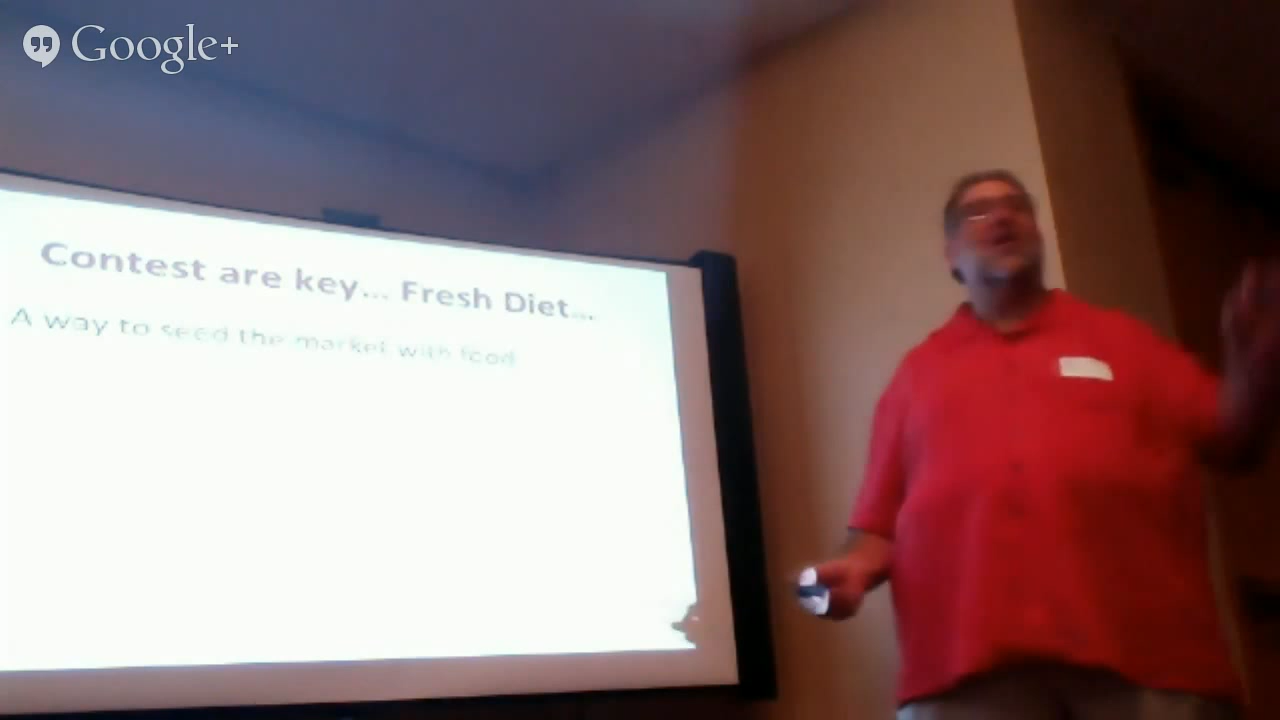 Google+
Contest are key... Fresh Diet...
A way to seed the market with food